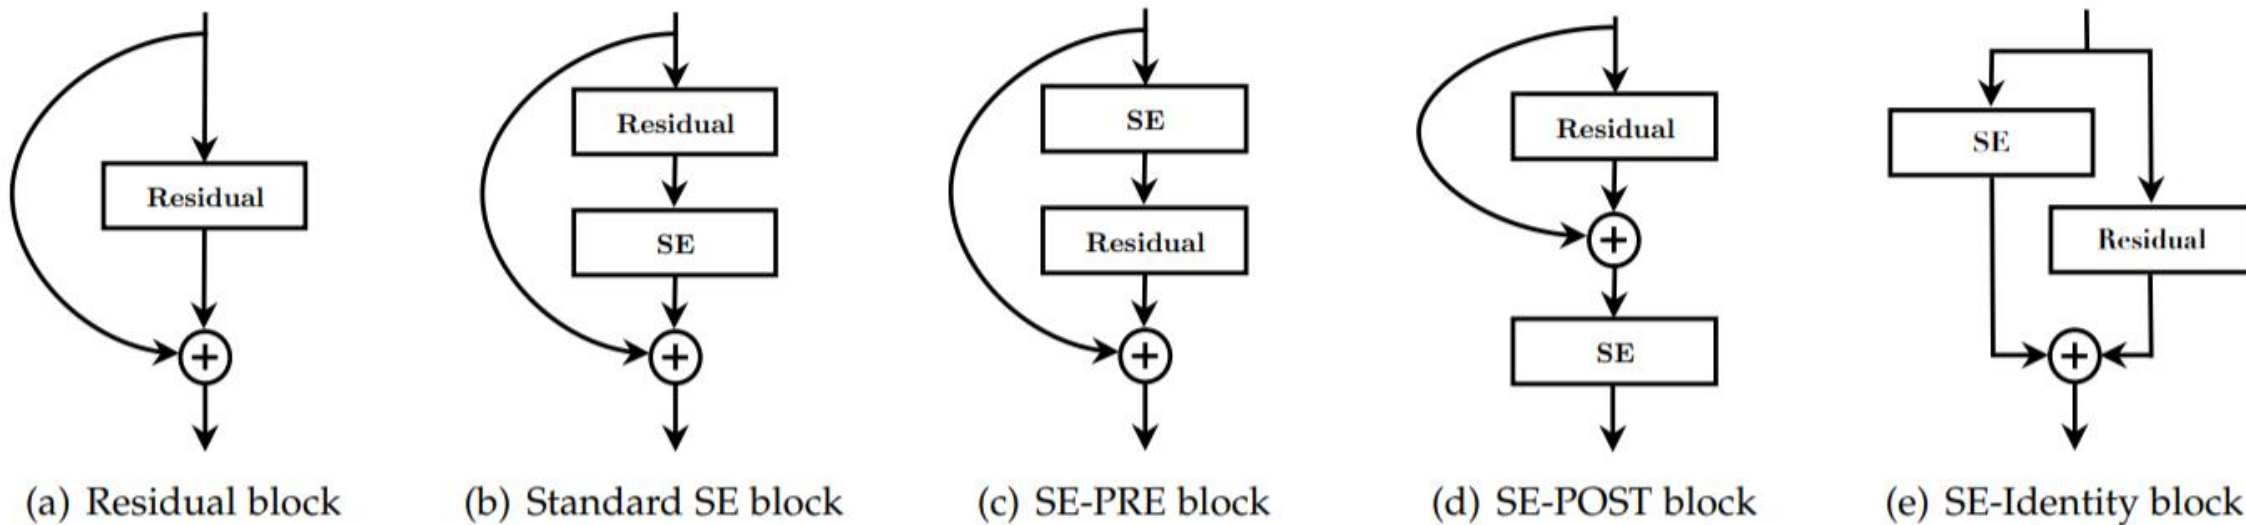 Residual
(a) Residual block
Residual
SE
(b) Standard SE block
SE
Residual
(c) SE-PRE block
Residual
SE
(d) SE-POST block
SE
Residual
(e) SE-Identity block